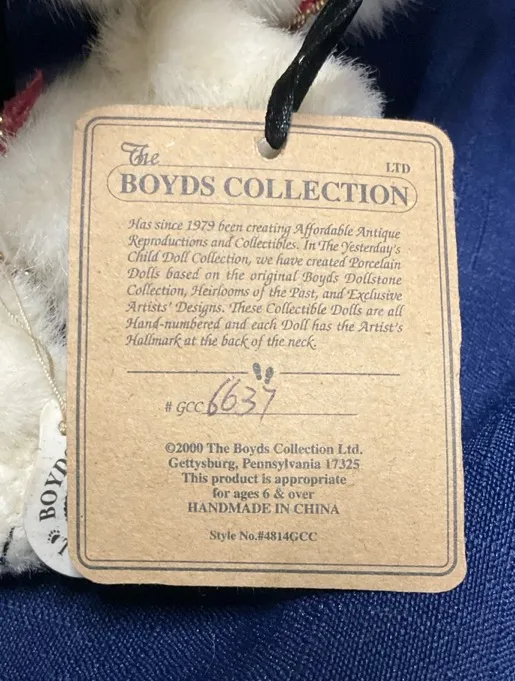 The
LTD
BOYDS COLLECTION
Has since 1979 been creating Affordable Antique
Reproductions and Collectibles. In The Yesterday's
Child Doll Collection, we have created Porcelain
Dolls based on the original Boyds Dollstone
Collection, Heirlooms of the Past, and Exclusive
Artists' Designs. These Collectible Dolls are all
Hand-numbered and each Doll has the Artist's
Hallmark at the back of the neck.
# GCC 6637
©2000 The Boyds Collection Ltd.
Gettysburg, Pennsylvania 17325
This product is appropriate
for ages 6 & over
HANDMADE IN CHINA
Style No.#4814GCC
BOYDS